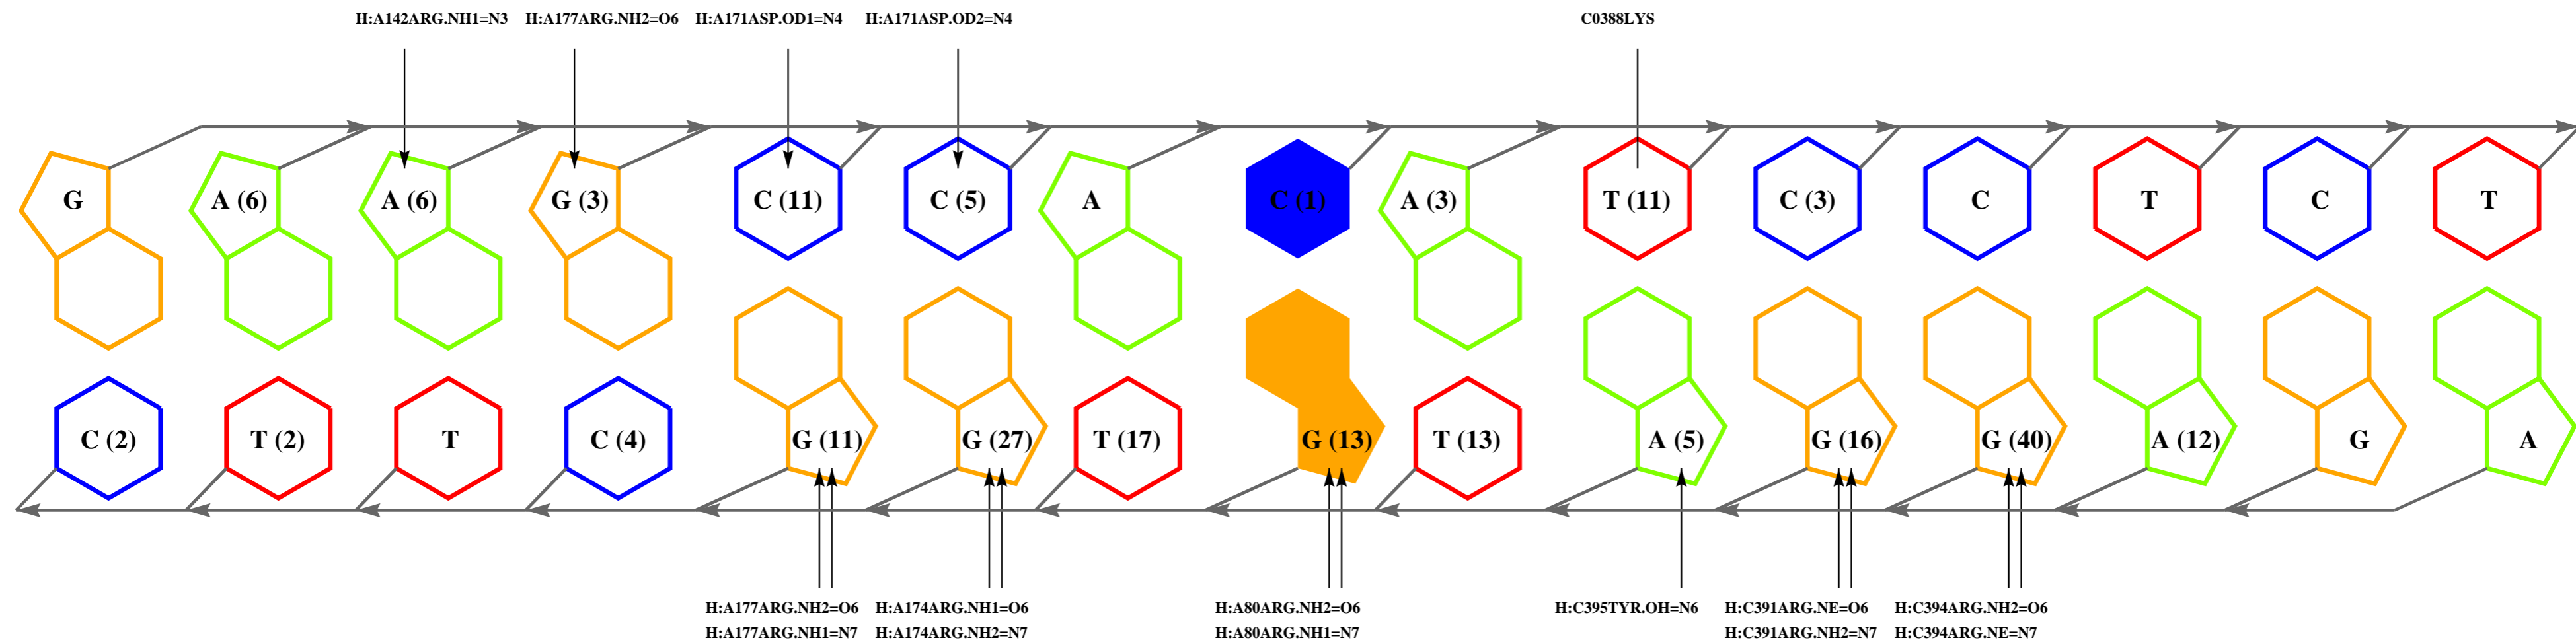 H:A142ARG.NH1=N3 H:A177ARG.NH2=O6 H:A171ASP.OD1=N4 H:A171ASP.OD2=N4 C0388LYS
G A (6) A (6) G (3) C (11) C (5) A C (1) A (3) T (11) C (3) C T C T
C (2) T (2) T C (4) G (11) G (27) T (17) G (13) T (13) A (5) G (16) G (40) A (12) G A
H:A177ARG.NH2=O6 H:A174ARG.NH1=O6 H:A80ARG.NH2=O6 H:C395TYR.OH=N6 H:C391ARG.NE=O6 H:C394ARG.NH2=O6
H:A177ARG.NH1=N7 H:A174ARG.NH2=N7 H:A80ARG.NH1=N7 H:C391ARG.NH2=N7 H:C394ARG.NE=N7